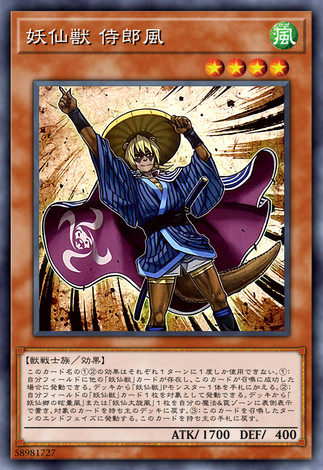 妖仙獣 侍郎風
風
【獣戦士族／効果】
このカード名の①②の効果はそれぞれ１ターンに１度しか使用できない。①：
自分フィールドに他の「妖仙獣」カードが存在し、このカードが召喚に成功した
場合に発動できる。デッキから「妖仙獣」Pモンスター１体を手札に加える。②：
自分フィールドの「妖仙獣」カード１枚を対象として発動できる。デッキから「
妖仙郷の眩暈風」または「妖仙大旋風」１枚を自分の魔法＆罠ゾーンに表側表示
で置き、対象のカードを持ち主のデッキに戻す。③：このカードを召喚したター
ンのエンドフェイズに発動する。このカードを持ち主の手札に戻す。
ATK/ 1700 DEF/ 400
58981727